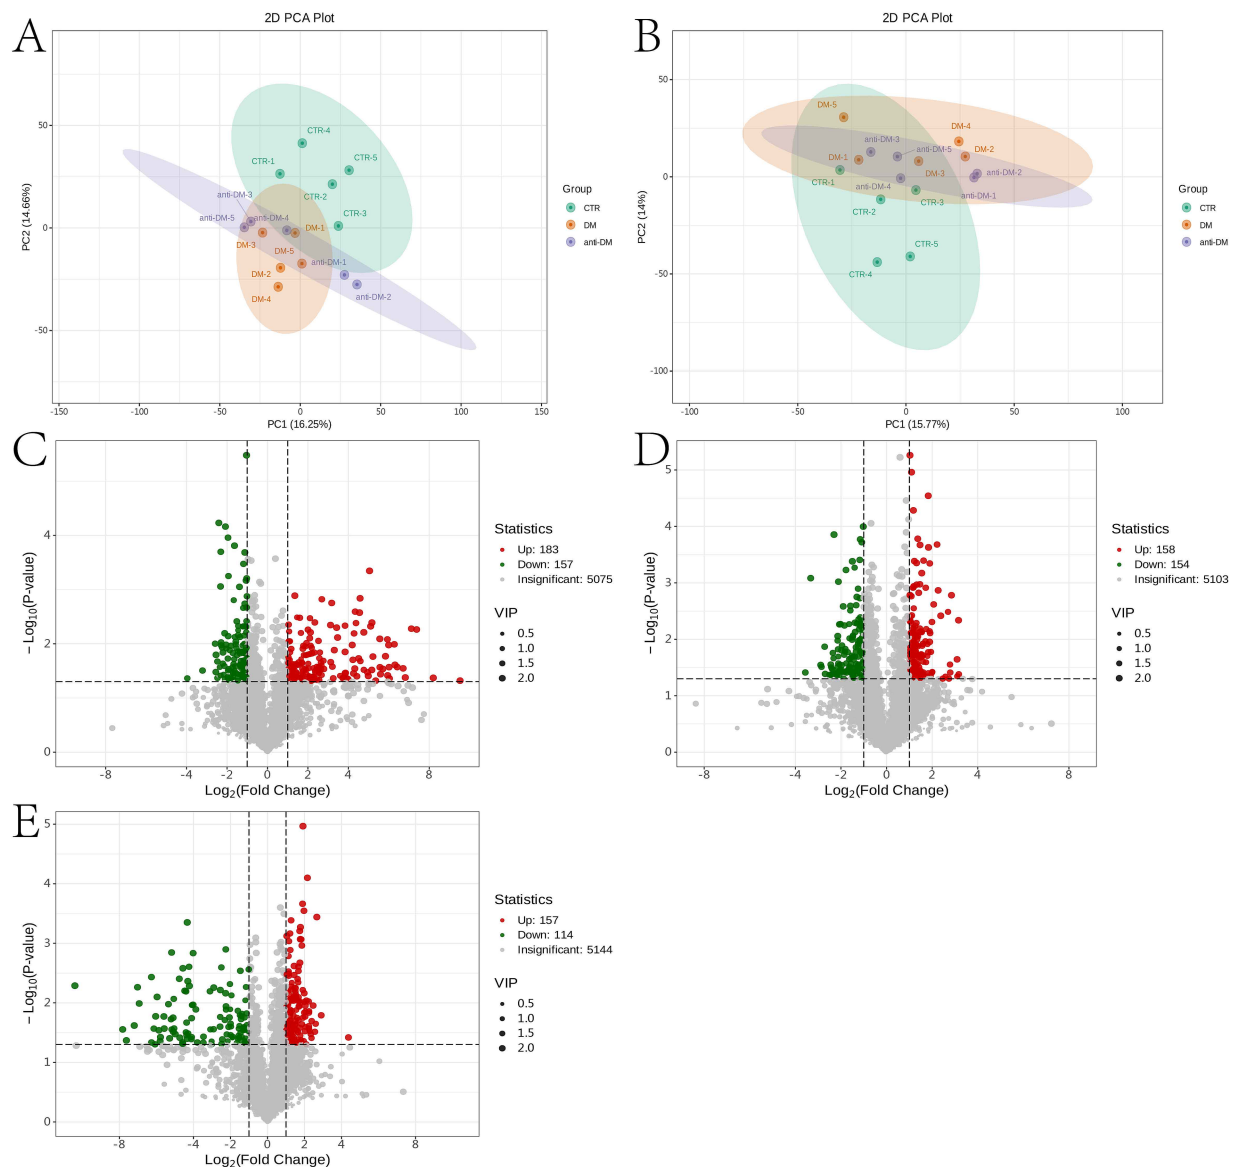 A
2D PCA Plot
PC2 (14.66%)
50
0
-50
-150
-100
-50
0
50
100
150
PC1 (16.25%)
CTR-4
CTR-1
CTR-5
CTR-2
CTR-3
anti-DM-3
anti-DM-5
anti-DM-4
DM-1
DM-3
DM-5
anti-DM-1
DM-2
DM-4
anti-DM-2
Group
CTR
DM
anti-DM
B
2D PCA Plot
PC2 (14%)
50
0
-50
-100
-100
-50
0
50
100
PC1 (15.77%)
DM-5
DM-4
anti-DM-3
anti-DM-5
DM-2
DM-1
DM-3
anti-DM-2
CTR-1
anti-DM-4
anti-DM-1
CTR-2
CTR-3
CTR-5
CTR-4
Group
CTR
DM
anti-DM
C
− Log10(P-value)
4
2
0
-8
-4
-2
0
2
4
8
Log2(Fold Change)
Statistics
Up: 183
Down: 157
Insignificant: 5075
VIP
0.5
1.0
1.5
2.0
D
− Log10(P-value)
5
4
3
2
1
0
-8
-4
-2
0
2
4
8
Log2(Fold Change)
Statistics
Up: 158
Down: 154
Insignificant: 5103
VIP
0.5
1.0
1.5
2.0
E
− Log10(P-value)
5
4
3
2
1
0
-8
-4
-2
0
2
4
8
Log2(Fold Change)
Statistics
Up: 157
Down: 114
Insignificant: 5144
VIP
0.5
1.0
1.5
2.0